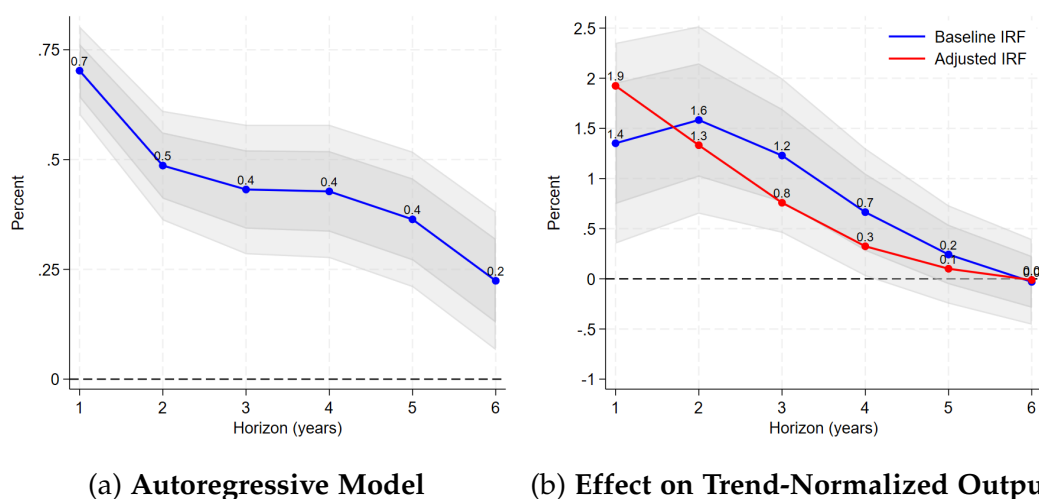 .75
.5
.25
0
Percent
0.7
0.5
0.4
0.4
0.4
0.2
1 2 3 4 5 6
Horizon (years)
(a) Autoregressive Model
2.5
2
1.5
1
.5
0
-.5
-1
Percent
Baseline IRF
Adjusted IRF
1.9
1.4
1.6
1.3
1.2
0.8
0.7
0.3
0.2
0.1
0.0
1 2 3 4 5 6
Horizon (years)
(b) Effect on Trend-Normalized Outpu